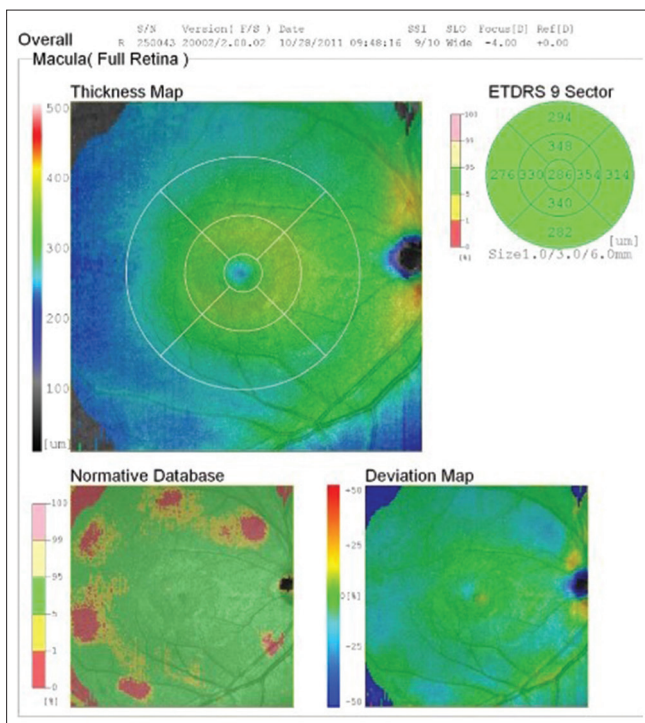 S/N Version( F/S ) Date SSI SLO Focus[D] Ref[D]
Overall R 250043 20002/2.00.02 10/28/2011 09:48:16 9/10 Wide -4.00 +0.00
Macula( Full Retina )
Thickness Map
500
400
300
200
100
[um]
ETDRS 9 Sector
100
99
95
5
1
0
[%]
294
348
276 330 286 354 314
340
282
[um]
Size1.0/3.0/6.0mm
Normative Database
100
99
95
5
1
0
[%]
Deviation Map
-50
-25
0[%]
-25
-50